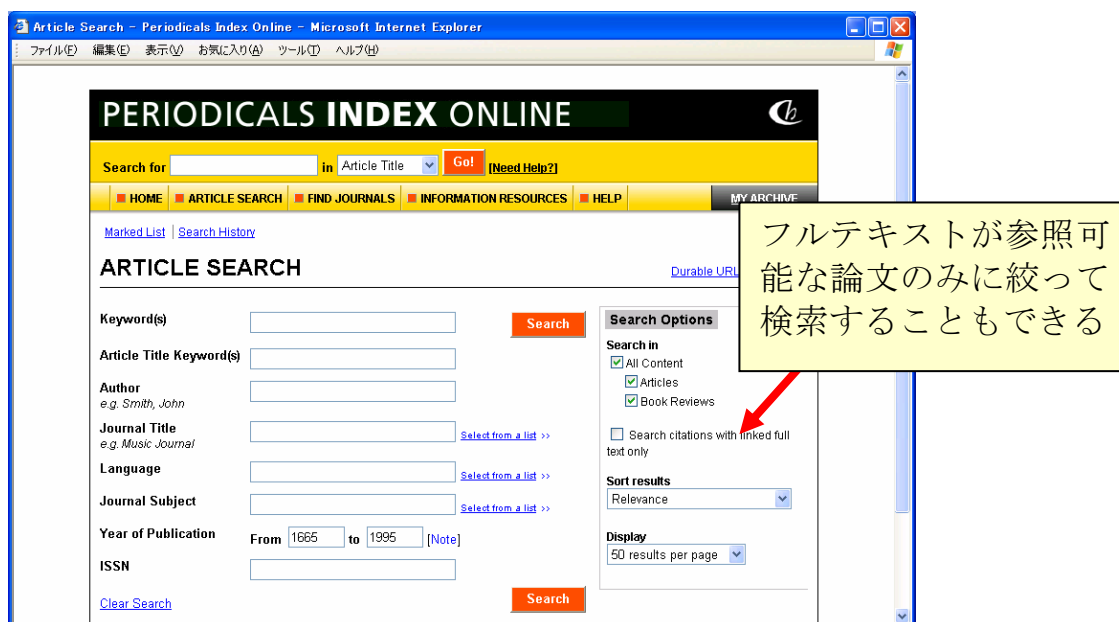 Article Search - Periodicals Index Online - Microsoft Internet Explorer
ファイル(F) 編集(E) 表示(V) お気に入り(A) ツール(T) ヘルプ(H)
PERIODICALS INDEX ONLINE
Search for in Article Title Go! [Need Help?]
HOME ARTICLE SEARCH FIND JOURNALS INFORMATION RESOURCES HELP MY ARCHIVE
Marked List | Search History
ARTICLE SEARCH
Durable URL
フルテキストが参照可
能な論文のみに絞って
検索することもできる
Keyword(s)
Search
Article Title Keyword(s)
Author
e.g. Smith, John
Journal Title
e.g. Music Journal
Select from a list >>
Language
Select from a list >>
Journal Subject
Select from a list >>
Year of Publication From 1665 to 1995 [Note]
ISSN
Clear Search
Search
Search Options
Search in
All Content
Articles
Book Reviews
Search citations with linked full
text only
Sort results
Relevance
Display
50 results per page